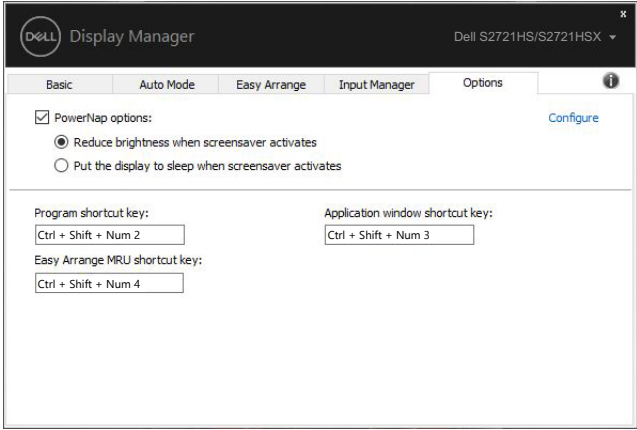 x
DELL Display Manager
Dell S2721HS/S2721HSX
Basic Auto Mode Easy Arrange Input Manager Options
PowerNap options: Configure
Reduce brightness when screensaver activates
Put the display to sleep when screensaver activates
Program shortcut key: Application window shortcut key:
Ctrl + Shift + Num 2 Ctrl + Shift + Num 3
Easy Arrange MRU shortcut key:
Ctrl + Shift + Num 4